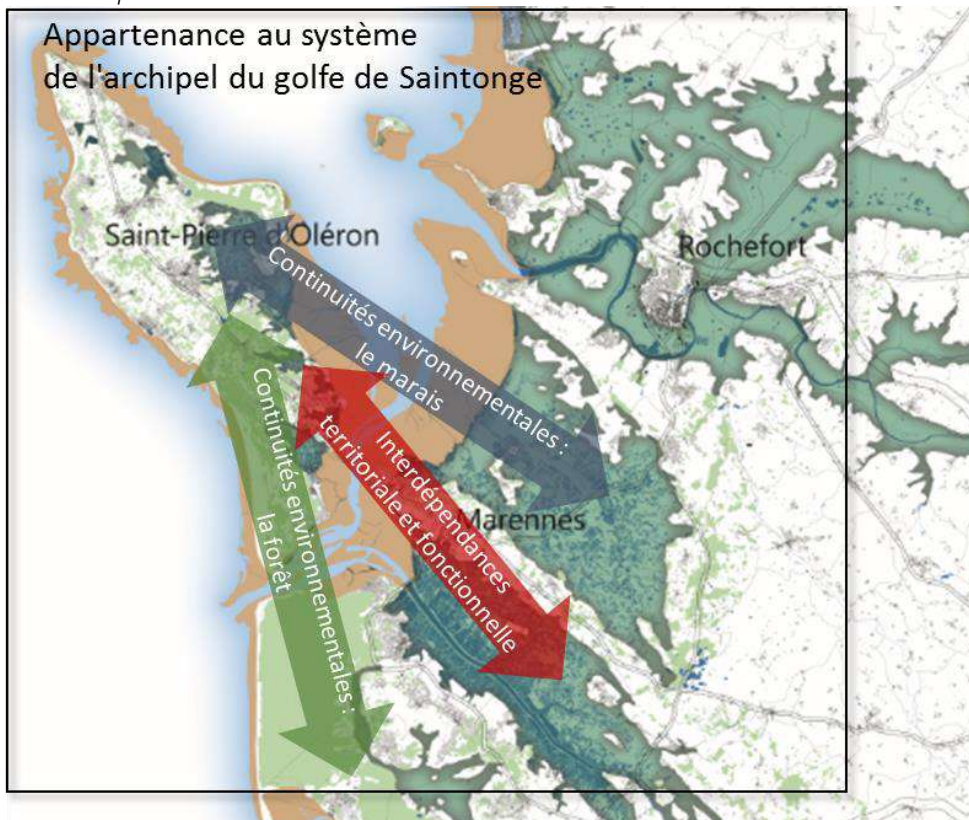 Appartenance au système
de l'archipel du golfe de Saintonge
Saint-Pierre d'Oléron
Rochefort
Continuités environnementales :
le marais
Interdépendances
territoriale et fonctionnelle
Marennes
Continuités environnementales :
la forêt